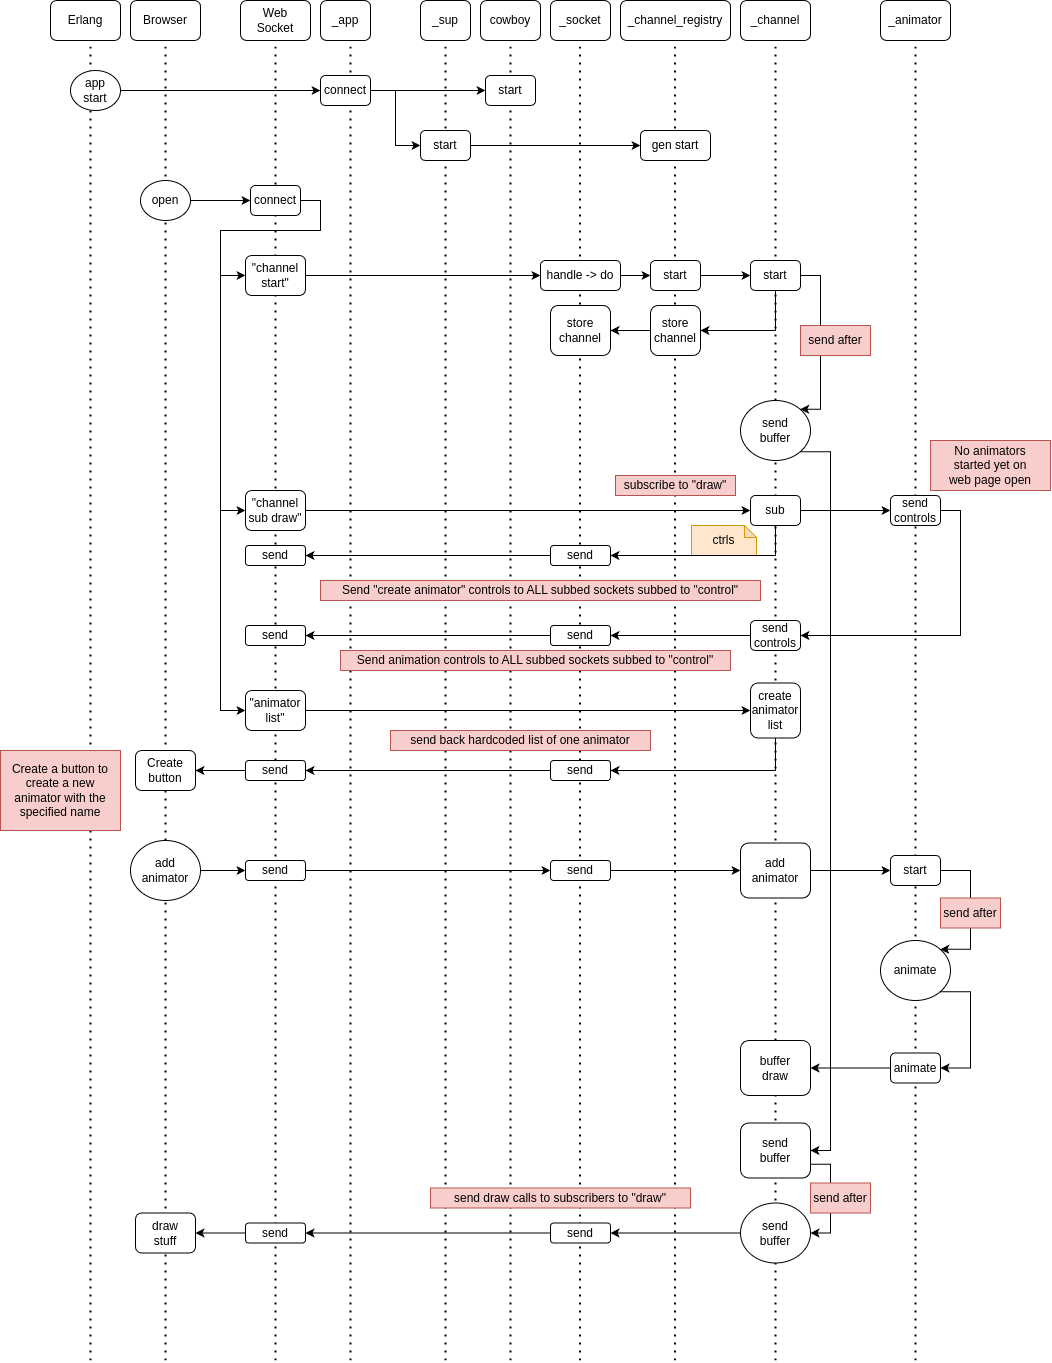 Erlang
Browser
Web
Socket
_app
_sup
cowboy
_socket
_channel_registry
_channel
_animator
app
start
connect
start
start
gen start
open
connect
"channel
start"
handle -> do
start
start
store
channel
store
channel
send after
send
buffer
No animators
started yet on
web page open
subscribe to "draw"
"channel
sub draw"
sub
send
controls
ctrls
send
send
Send "create animator" controls to ALL subbed sockets subbed to "control"
send
send
send
controls
Send animation controls to ALL subbed sockets subbed to "control"
"animator
list"
create
animator
list
send back hardcoded list of one animator
Create a button to
create a new
animator with the
specified name
Create
button
send
send
add
animator
send
send
add
animator
start
send after
animate
buffer
draw
animate
send
buffer
send after
send draw calls to subscribers to "draw"
draw
stuff
send
send
send
buffer